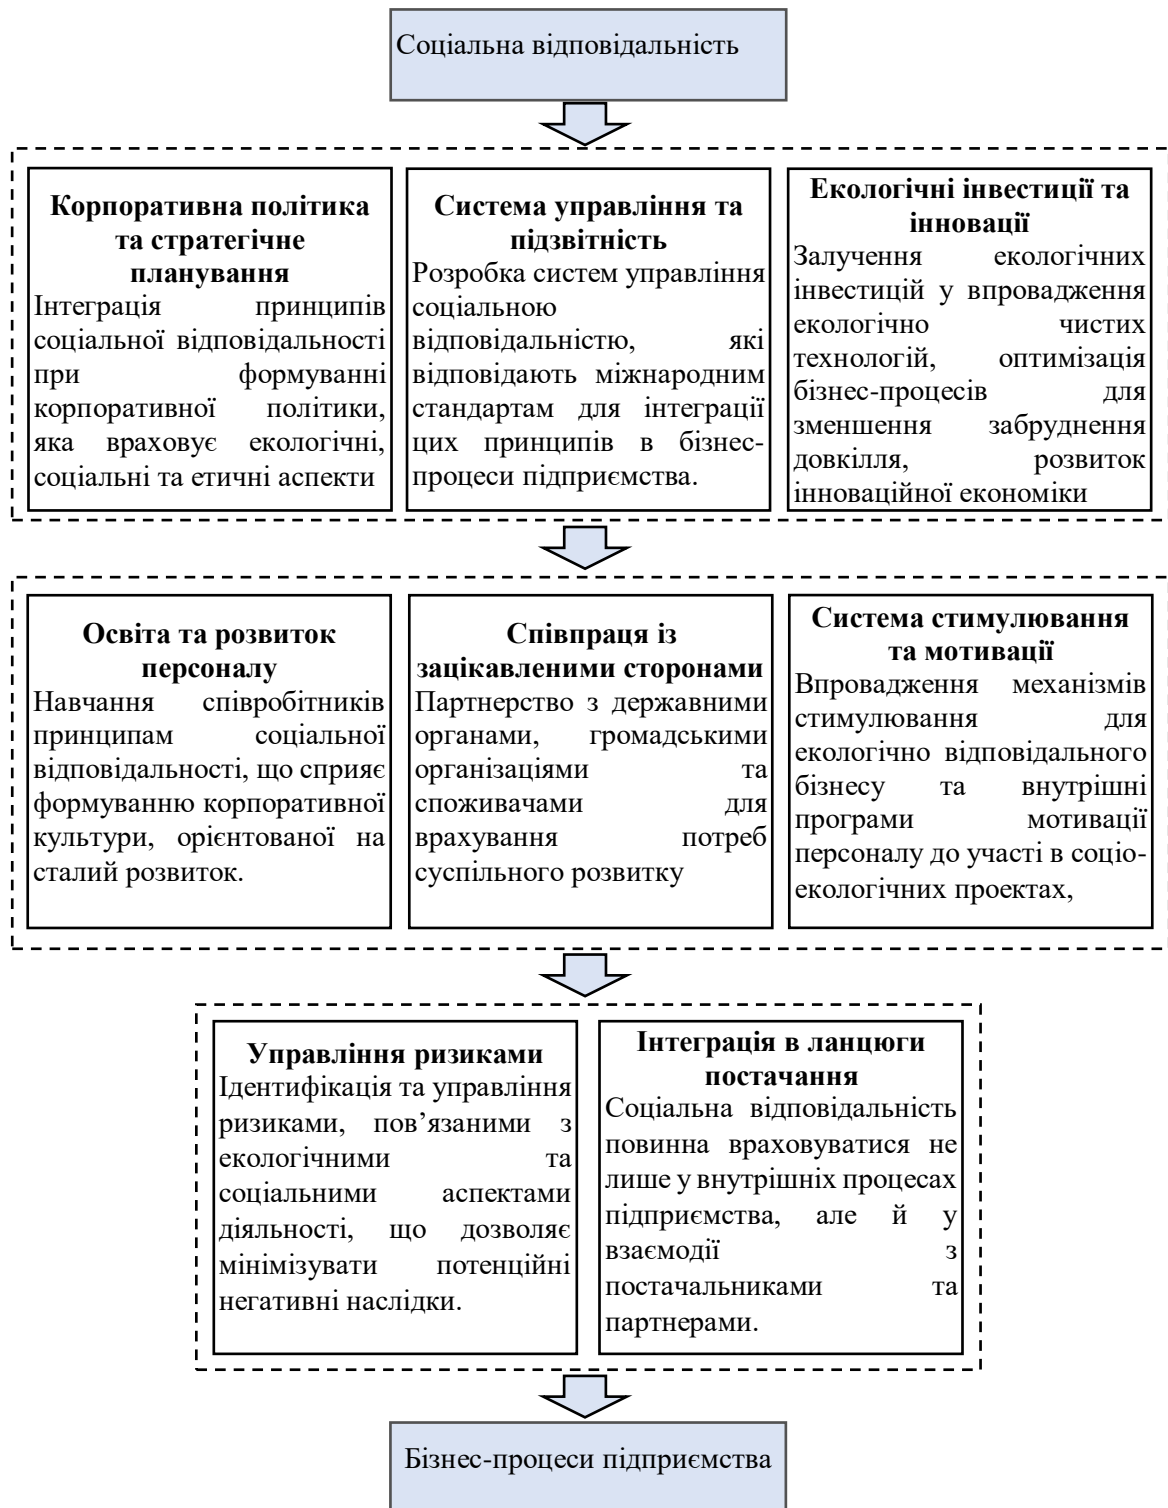 Соціальна відповідальність
Корпоративна політика
та стратегічне
планування
Інтеграція принципів
соціальної відповідальності
при формуванні
корпоративної політики,
яка враховує екологічні,
соціальні та етичні аспекти
Система управління та
підзвітність
Розробка систем управління
соціальною
відповідальністю, які
відповідають міжнародним
стандартам для інтеграції
цих принципів в бізнес-
процеси підприємства.
Екологічні інвестиції та
інновації
Залучення екологічних
інвестицій у впровадження
екологічно чистих
технологій, оптимізація
бізнес-процесів для
зменшення забруднення
довкілля, розвиток
інноваційної економіки
Освіта та розвиток
персоналу
Навчання співробітників
принципам соціальної
відповідальності, що сприяє
формуванню корпоративної
культури, орієнтованої на
сталий розвиток.
Співпраця із
зацікавленими сторонами
Партнерство з державними
органами, громадськими
організаціями та
споживачами для
врахування потреб
суспільного розвитку
Система стимулювання
та мотивації
Впровадження механізмів
стимулювання для
екологічно відповідального
бізнесу та внутрішні
програми мотивації
персоналу до участі в соціо-
екологічних проектах,
Управління ризиками
Ідентифікація та управління
ризиками, пов’язаними з
екологічними та
соціальними аспектами
діяльності, що дозволяє
мінімізувати потенційні
негативні наслідки.
Інтеграція в ланцюги
постачання
Соціальна відповідальність
повинна враховуватися не
лише у внутрішніх процесах
підприємства, але й у
взаємодії з
постачальниками та
партнерами.
Бізнес-процеси підприємства